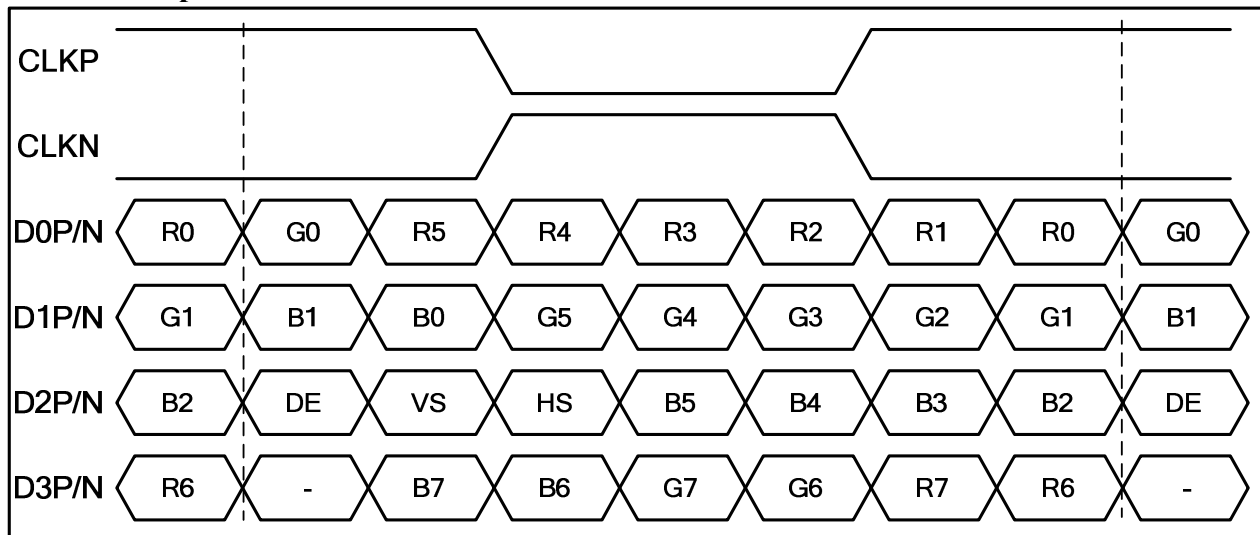 CLKP
CLKN
D0P/N R0 G0 R5 R4 R3 R2 R1 R0 G0
D1P/N G1 B1 B0 G5 G4 G3 G2 G1 B1
D2P/N B2 DE VS HS B5 B4 B3 B2 DE
D3P/N R6 - B7 B6 G7 G6 R7 R6 -